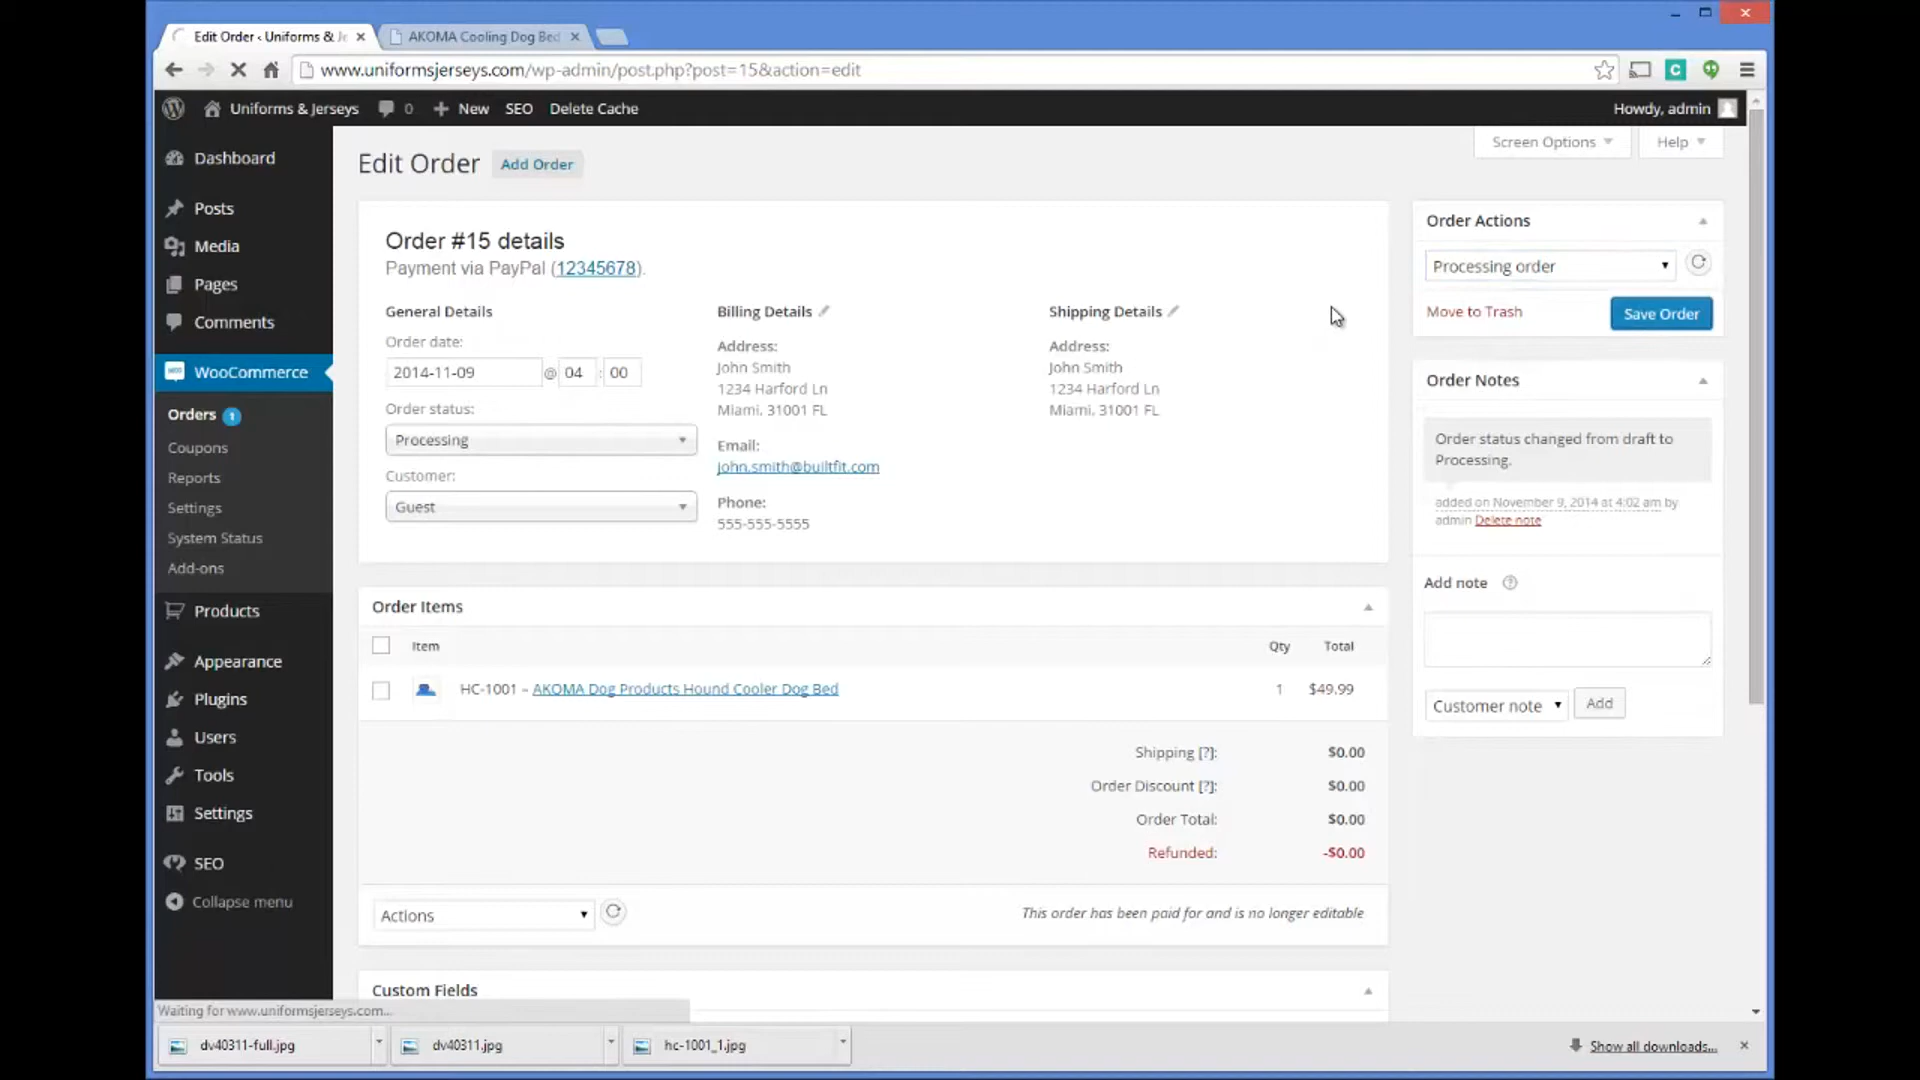 Edit Order ‹ Uniforms & Je
AKOMA Cooling Dog Bed
www.uniformsjerseys.com/wp-admin/post.php?post=15&action=edit
Uniforms & Jerseys
0
New
SEO
Delete Cache
Howdy, admin
Dashboard
Posts
Media
Pages
Comments
WooCommerce
Orders 1
Coupons
Reports
Settings
System Status
Add-ons
Products
Appearance
Plugins
Users
Tools
Settings
SEO
Collapse menu
Screen Options
Help
Edit Order
Add Order
Order #15 details
Payment via PayPal (12345678).
General Details
Order date:
2014-11-09 @ 04 : 00
Order status:
Processing
Customer:
Guest
Billing Details
Address:
John Smith
1234 Harford Ln
Miami, 31001 FL
Email:
john.smith@builtfit.com
Phone:
555-555-5555
Shipping Details
Address:
John Smith
1234 Harford Ln
Miami, 31001 FL
Order Items
Item Qty Total
HC-1001 – AKOMA Dog Products Hound Cooler Dog Bed 1 $49.99
Shipping [?]: $0.00
Order Discount [?]: $0.00
Order Total: $0.00
Refunded: -$0.00
Actions
This order has been paid for and is no longer editable
Custom Fields
Order Actions
Processing order
Move to Trash
Save Order
Order Notes
Order status changed from draft to
Processing.
added on November 9, 2014 at 4:02 am by
admin Delete note
Add note
Customer note
Add
Waiting for www.uniformsjerseys.com...
dv40311-full.jpg
dv40311.jpg
hc-1001_1.jpg
Show all downloads...